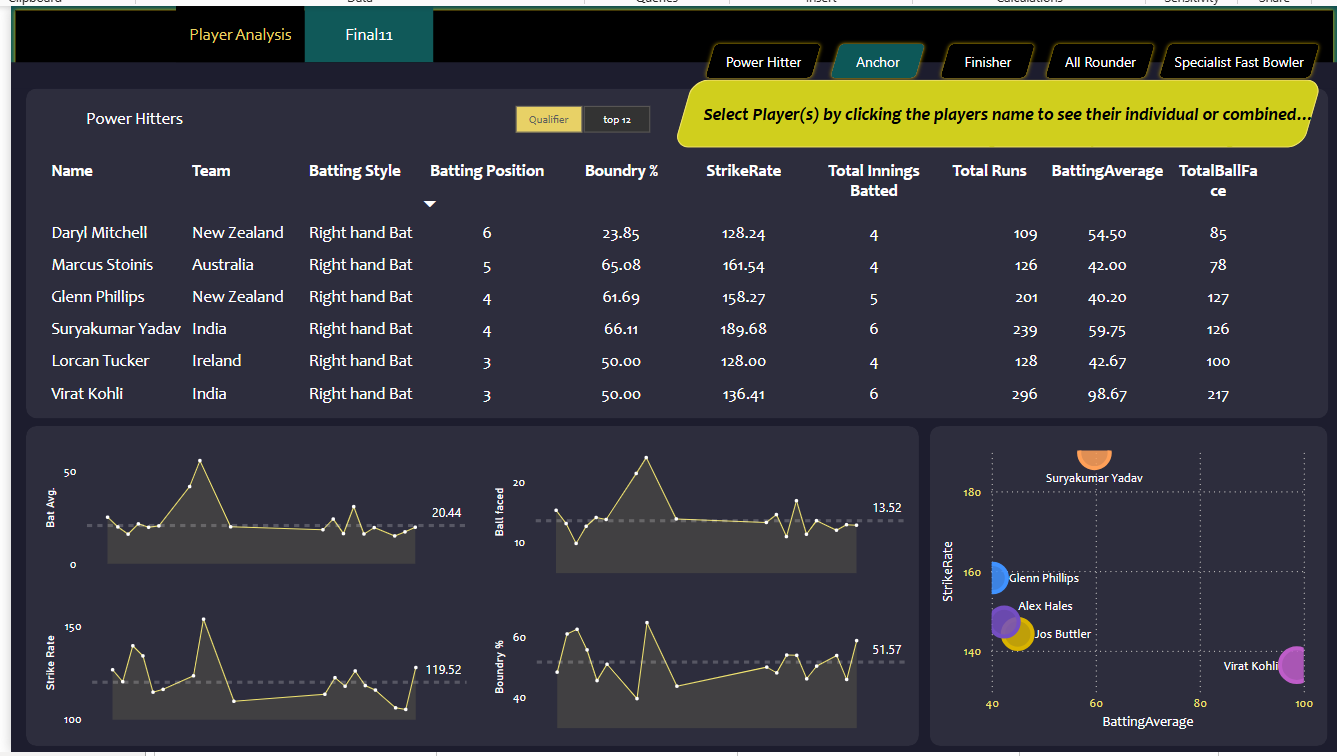 Clipboard Data Queries Insert Calculations Sensitivity Share
Player Analysis Final11
Power Hitter Anchor Finisher All Rounder Specialist Fast Bowler
Select Player(s) by clicking the players name to see their individual or combined...
Power Hitters Qualifier top 12
Name Team Batting Style Batting Position Boundry % StrikeRate Total Innings Batted Total Runs BattingAverage TotalBallFa
ce
Daryl Mitchell New Zealand Right hand Bat 6 23.85 128.24 4 109 54.50 85
Marcus Stoinis Australia Right hand Bat 5 65.08 161.54 4 126 42.00 78
Glenn Phillips New Zealand Right hand Bat 4 61.69 158.27 5 201 40.20 127
Suryakumar Yadav India Right hand Bat 4 66.11 189.68 6 239 59.75 126
Lorcan Tucker Ireland Right hand Bat 3 50.00 128.00 4 128 42.67 100
Virat Kohli India Right hand Bat 3 50.00 136.41 6 296 98.67 217
Bat Avg.
50
0
20.44
Ball faced
20
10
13.52
Strike Rate
150
100
119.52
Boundry %
60
40
51.57
StrikeRate
180
160
140
Suryakumar Yadav
Glenn Phillips
Alex Hales
Jos Buttler
Virat Kohli
40 60 80 100
BattingAverage